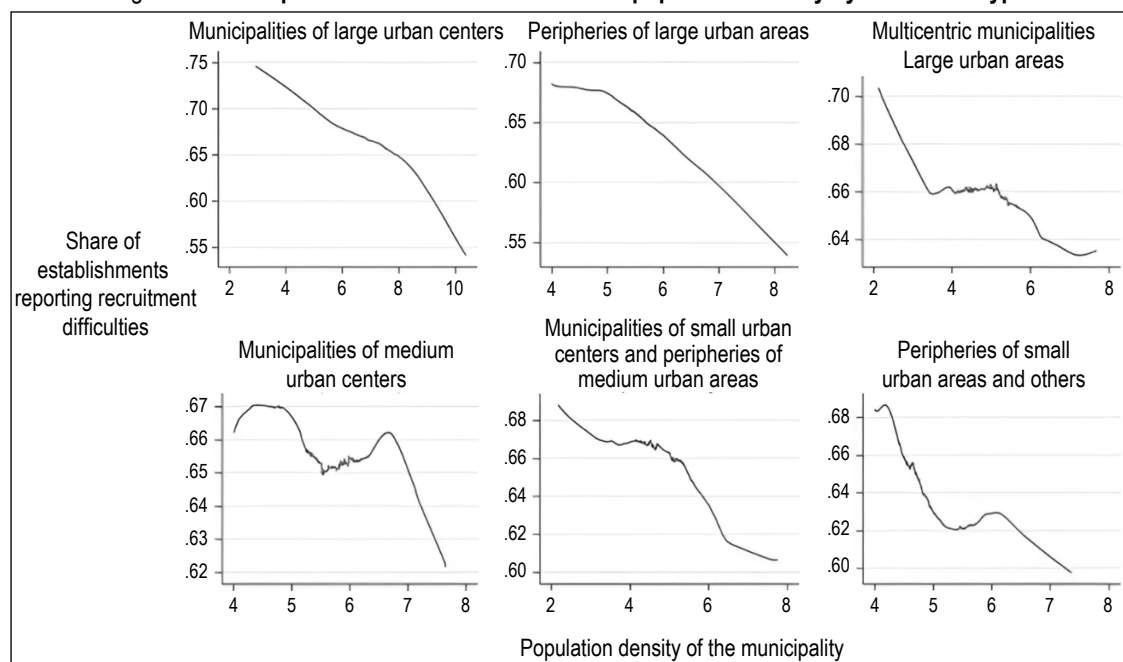 Municipalities of large urban centers
.75
.70
.65
.60
.55
2 4 6 8 10
Peripheries of large urban areas
.70
.65
.60
.55
4 5 6 7 8
Multicentric municipalities
Large urban areas
.70
.68
.66
.64
2 4 6 8
Share of
establishments
reporting recruitment
difficulties
Municipalities of medium
urban centers
.67
.66
.65
.64
.63
.62
4 5 6 7 8
Municipalities of small urban
centers and peripheries of
medium urban areas
.68
.66
.64
.62
.60
2 4 6 8
Peripheries of small
urban areas and others
.68
.66
.64
.62
.60
4 5 6 7 8
Population density of the municipality